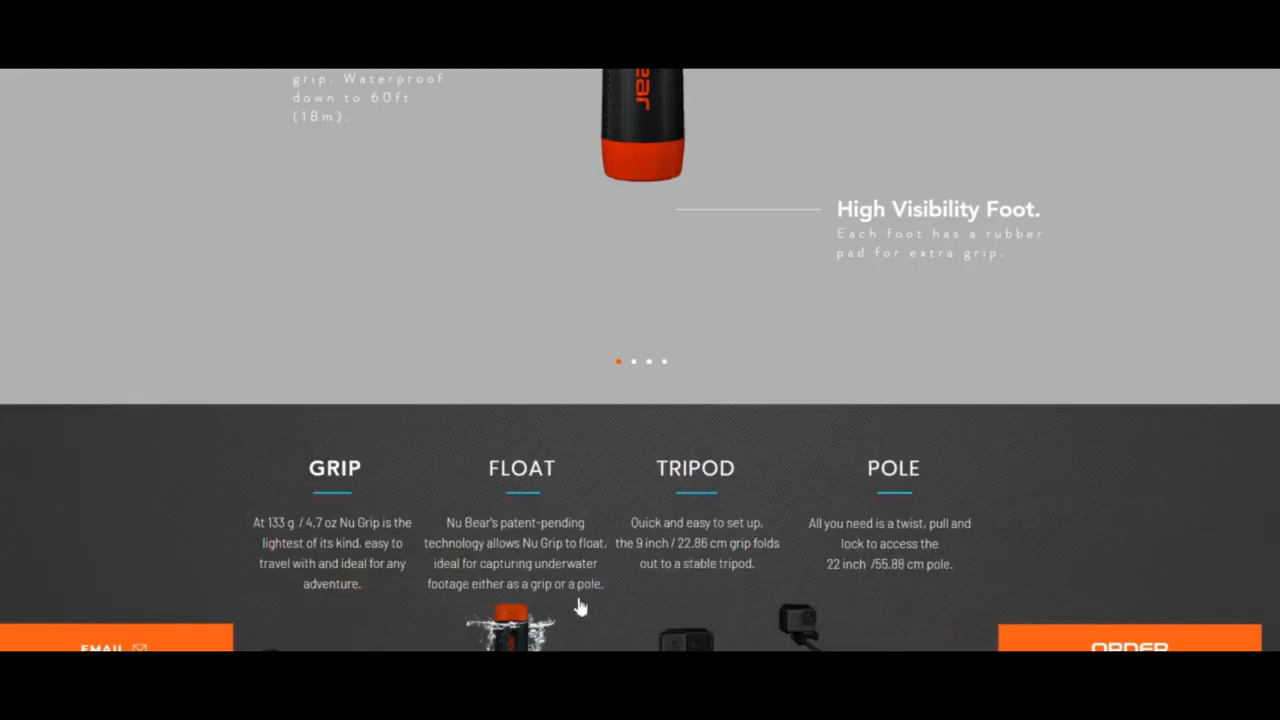 grip. Waterproof
down to 60ft
(18m).
ear
High Visibility Foot.
Each foot has a rubber
pad for extra grip.
GRIP
At 133 g / 4.7 oz Nu Grip is the
lightest of its kind, easy to
travel with and ideal for any
adventure.
FLOAT
Nu Bear's patent-pending
technology allows Nu Grip to float,
ideal for capturing underwater
footage either as a grip or a pole.
TRIPOD
Quick and easy to set up,
the 9 inch / 22.86 cm grip folds
out to a stable tripod.
POLE
All you need is a twist, pull and
lock to access the
22 inch /55.88 cm pole.
EMAIL
ORDER